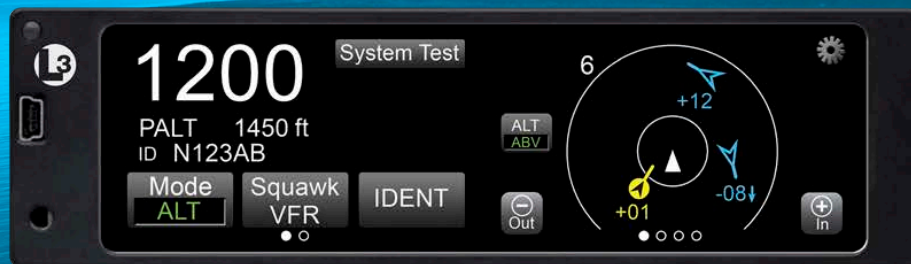 L3
1200
System Test
PALT 1450 ft
ID N123AB
Mode
ALT
Squawk
VFR
IDENT
ALT
ABV
Out
6
+12
-08↓
+01
In